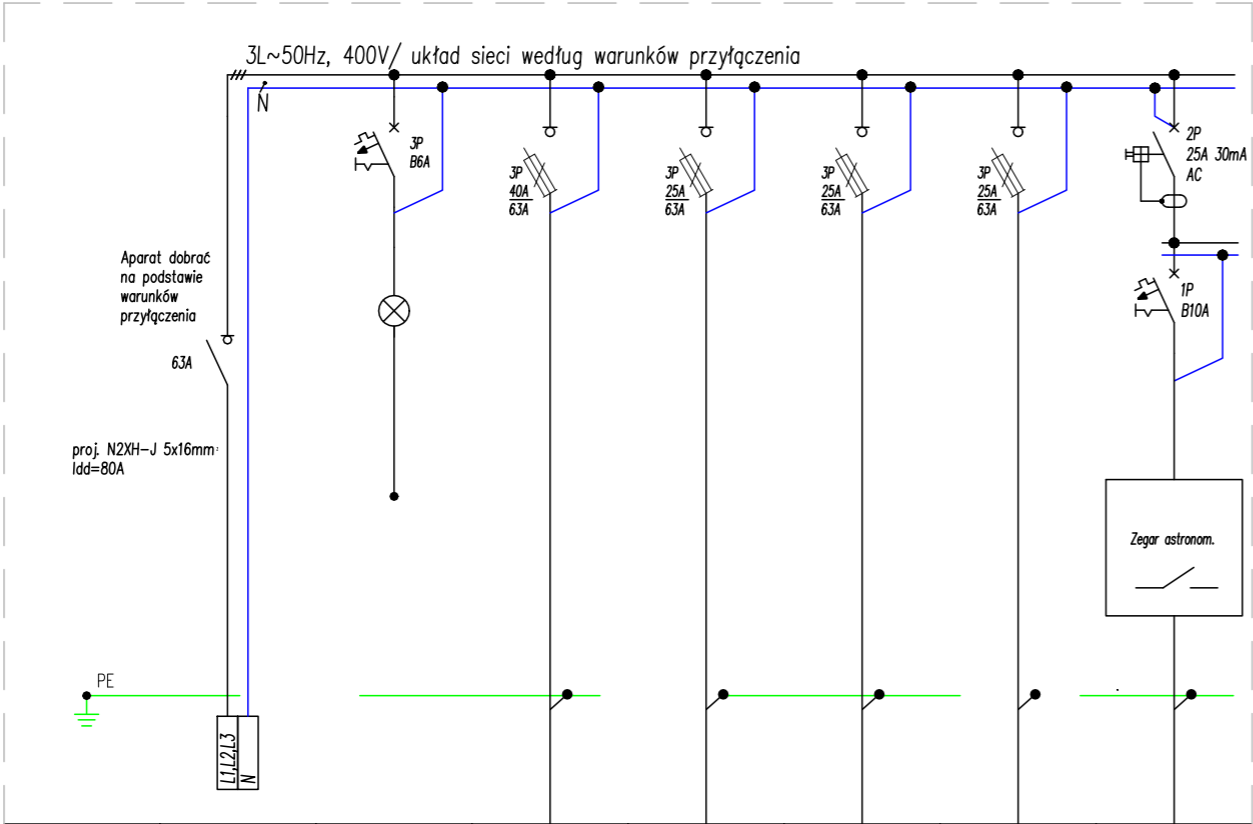 3L~50Hz, 400V/ układ sieci według warunków przyłączenia
N
3P
B6A
3P
40A
63A
3P
25A
63A
3P
25A
63A
3P
25A
63A
2P
25A 30mA
AC
1P
B10A
Aparat dobrać
na podstawie
warunków
przyłączenia
63A
proj. N2XH-J 5x16mm²
Idd=80A
Zegar astronom.
PE
L1,L2,L3
N